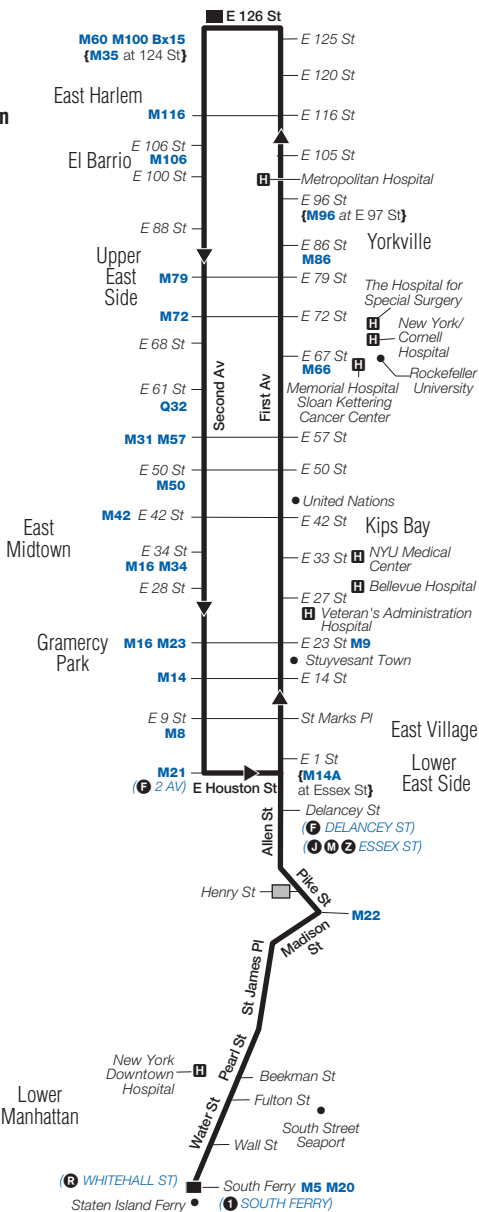 E 126 St
M60 M100 Bx15
{M35 at 124 St}
E 125 St
E 120 St
East Harlem
n
M116
E 116 St
E 106 St
M106
El Barrio
E 105 St
E 100 St
H Metropolitan Hospital
E 96 St
{M96 at E 97 St}
E 88 St
E 86 St
M86
Yorkville
Upper
East
Side
M79
E 79 St
The Hospital for
Special Surgery
H
M72
E 72 St
H New York/
Cornell
Hospital
E 68 St
E 67 St
M66
H
Rockefeller
University
Memorial Hospital
Sloan Kettering
Cancer Center
Second Av
First Av
E 61 St
Q32
M31 M57
E 57 St
E 50 St
M50
E 50 St
United Nations
M42 E 42 St
E 42 St
Kips Bay
East
Midtown
E 34 St
M16 M34
E 33 St H NYU Medical
Center
E 28 St
H Bellevue Hospital
E 27 St
H Veteran's Administration
Hospital
Gramercy
Park
M16 M23
E 23 St M9
Stuyvesant Town
M14
E 14 St
E 9 St
M8
St Marks Pl
East Village
E 1 St
{M14A
at Essex St}
Lower
East Side
M21
(F 2 AV)
E Houston St
Allen St
Delancey St
(F DELANCEY ST)
(J M Z ESSEX ST)
Henry St
Pike St
M22
Madison
St
St James Pl
Pearl St
New York
Downtown
Hospital
H
Beekman St
Fulton St
South Street
Seaport
Lower
Manhattan
Water St
Wall St
(R WHITEHALL ST)
South Ferry M5 M20
Staten Island Ferry
(1 SOUTH FERRY)